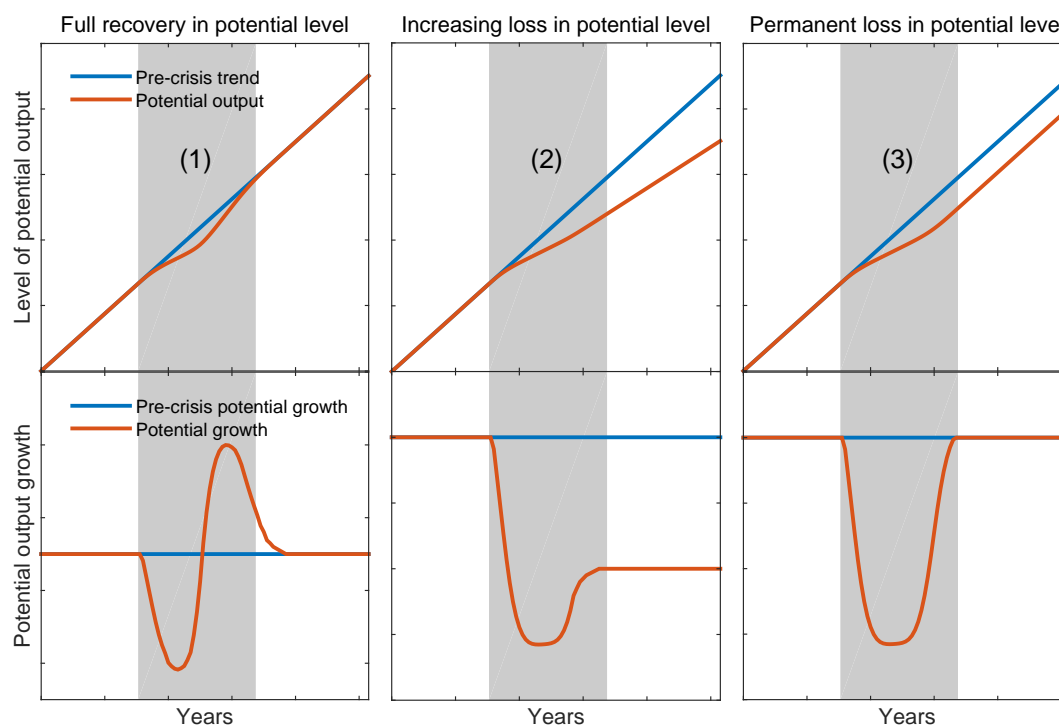 Full recovery in potential level
Increasing loss in potential level
Permanent loss in potential level
Level of potential output
Pre-crisis trend
Potential output
(1)
(2)
(3)
Potential output growth
Pre-crisis potential growth
Potential growth
Years
Years
Years